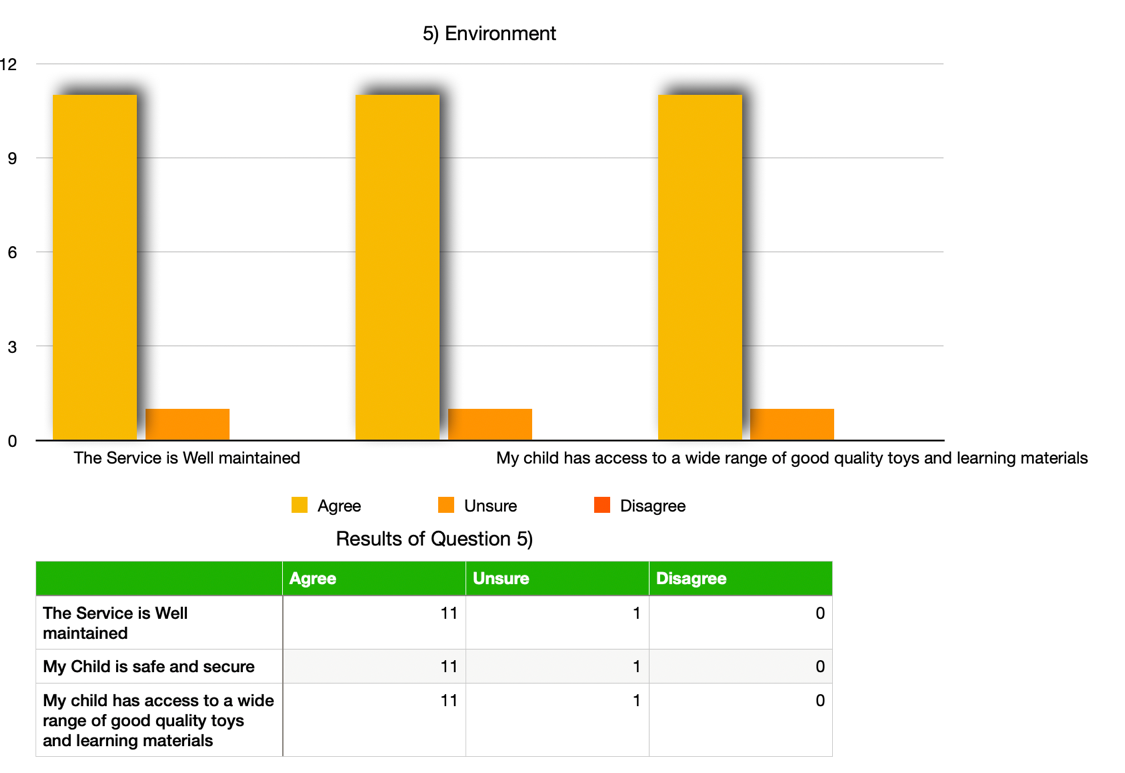 5) Environment
12
9
6
3
0
The Service is Well maintained
My child has access to a wide range of good quality toys and learning materials
Agree Unsure Disagree
Results of Question 5)
Agree Unsure Disagree
The Service is Well
maintained 11 1 0
My Child is safe and secure 11 1 0
My child has access to a wide
range of good quality toys
and learning materials 11 1 0